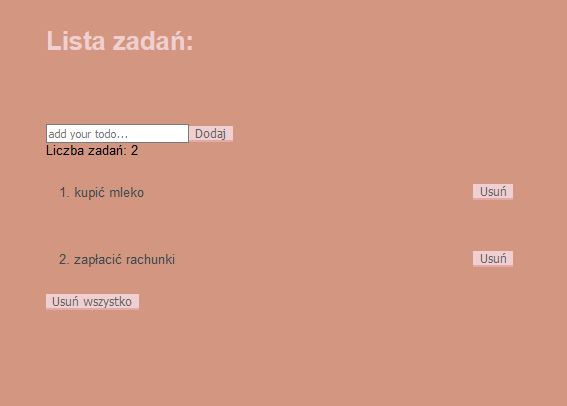 Lista zadań:
add your todo... Dodaj
Liczba zadań: 2
1. kupić mleko Usuń
2. zapłacić rachunki Usuń
Usuń wszystko